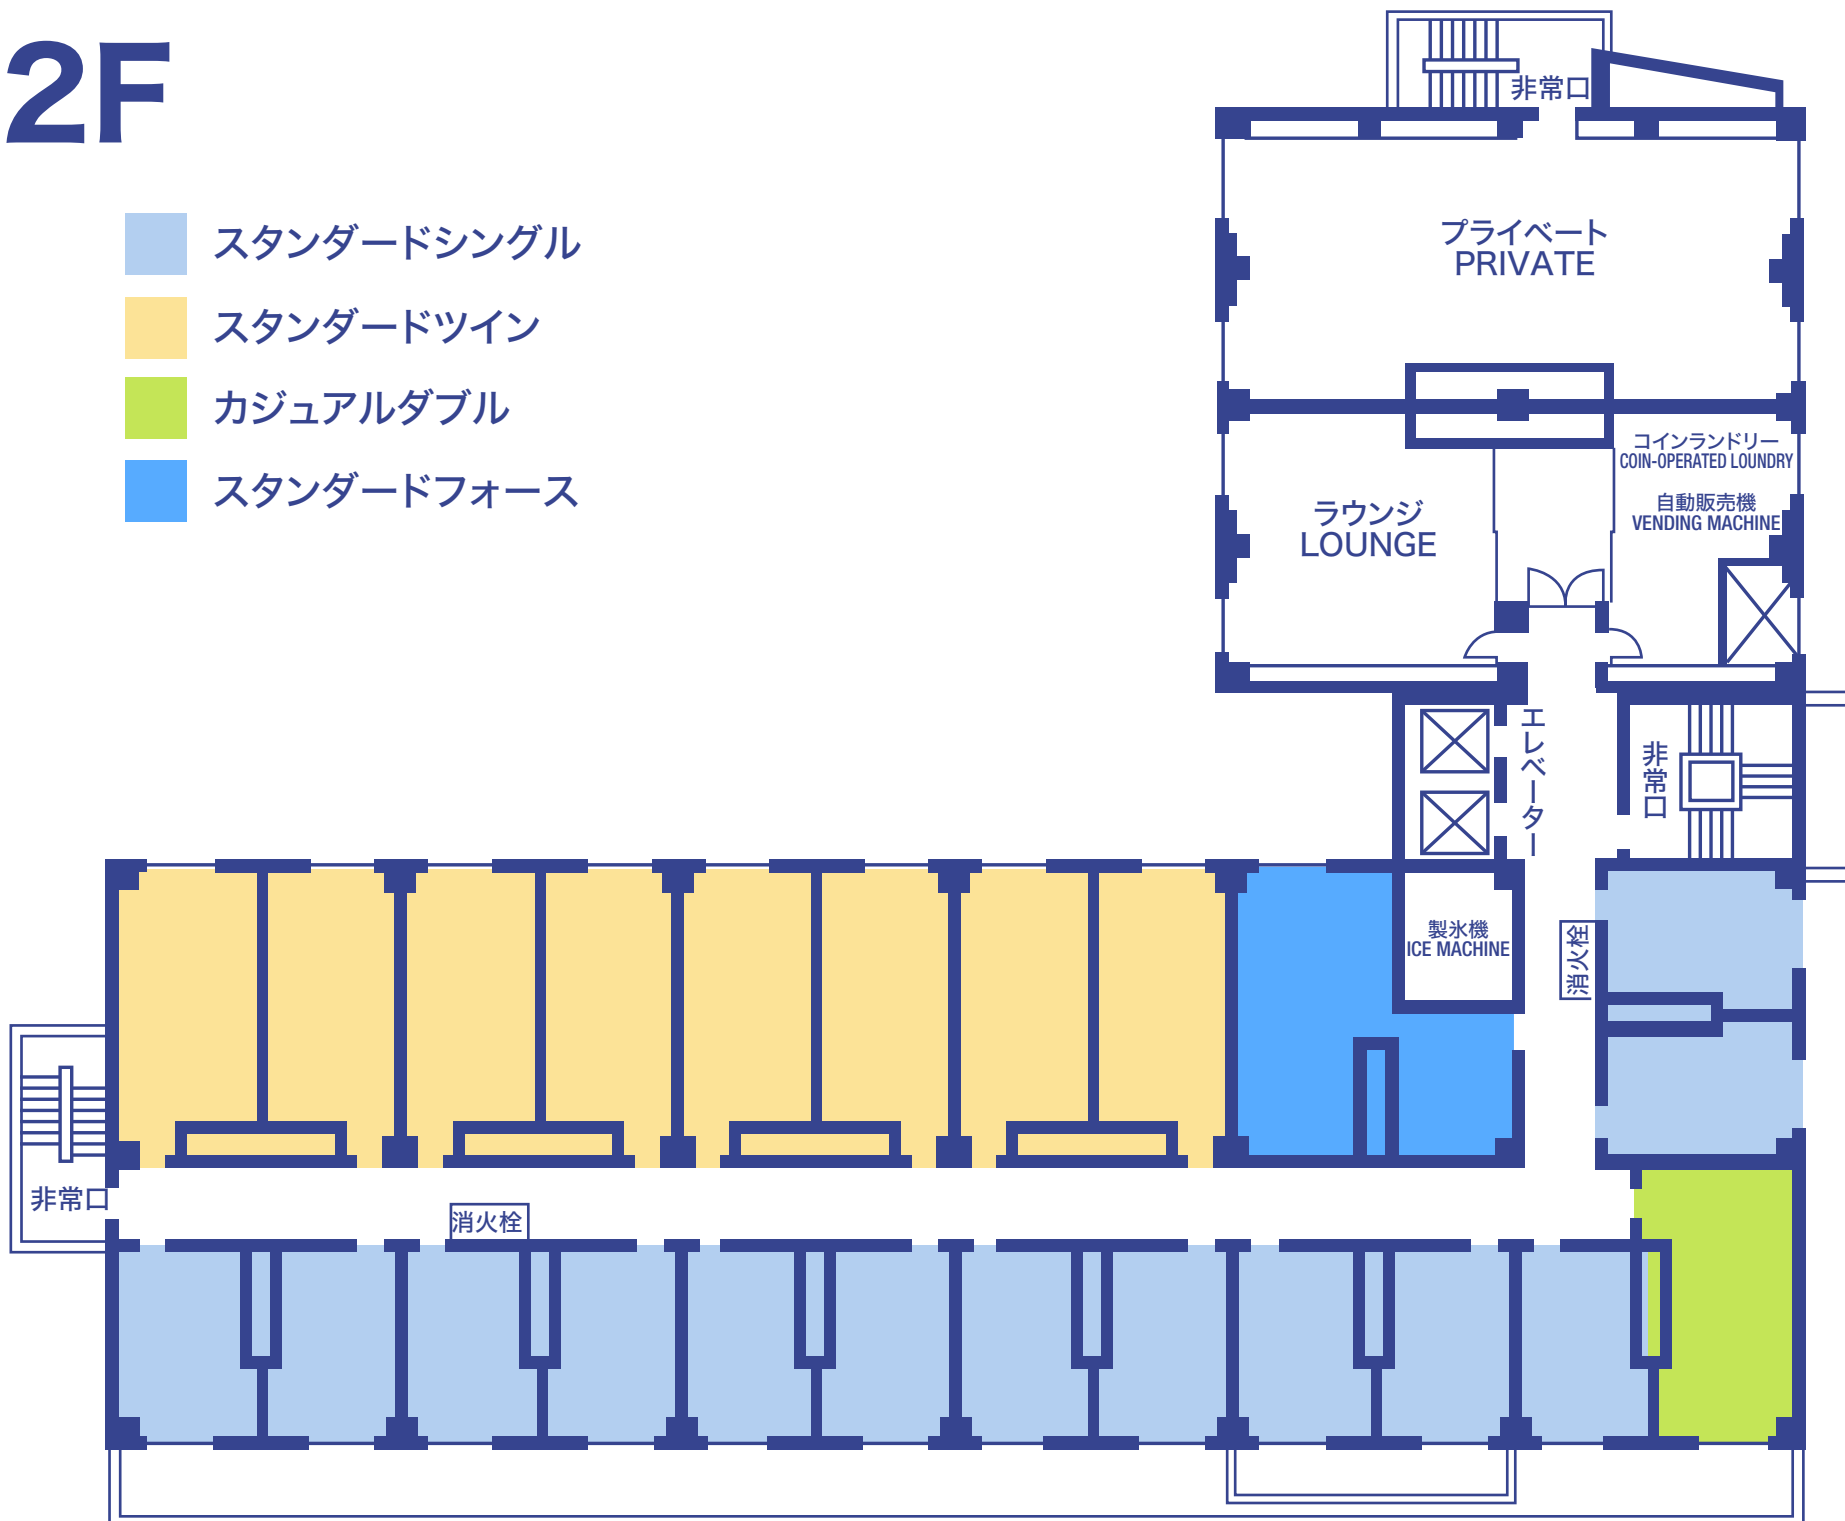 2F
非常口
スタンダードシングル
スタンダードツイン
カジュアルダブル
スタンダードフォース
プライベート
PRIVATE
コインランドリー
COIN-OPERATED LOUNDRY
自動販売機
VENDING MACHINE
ラウンジ
LOUNGE
エレベーター
非常口
製氷機
ICE MACHINE
消火栓
非常口
消火栓